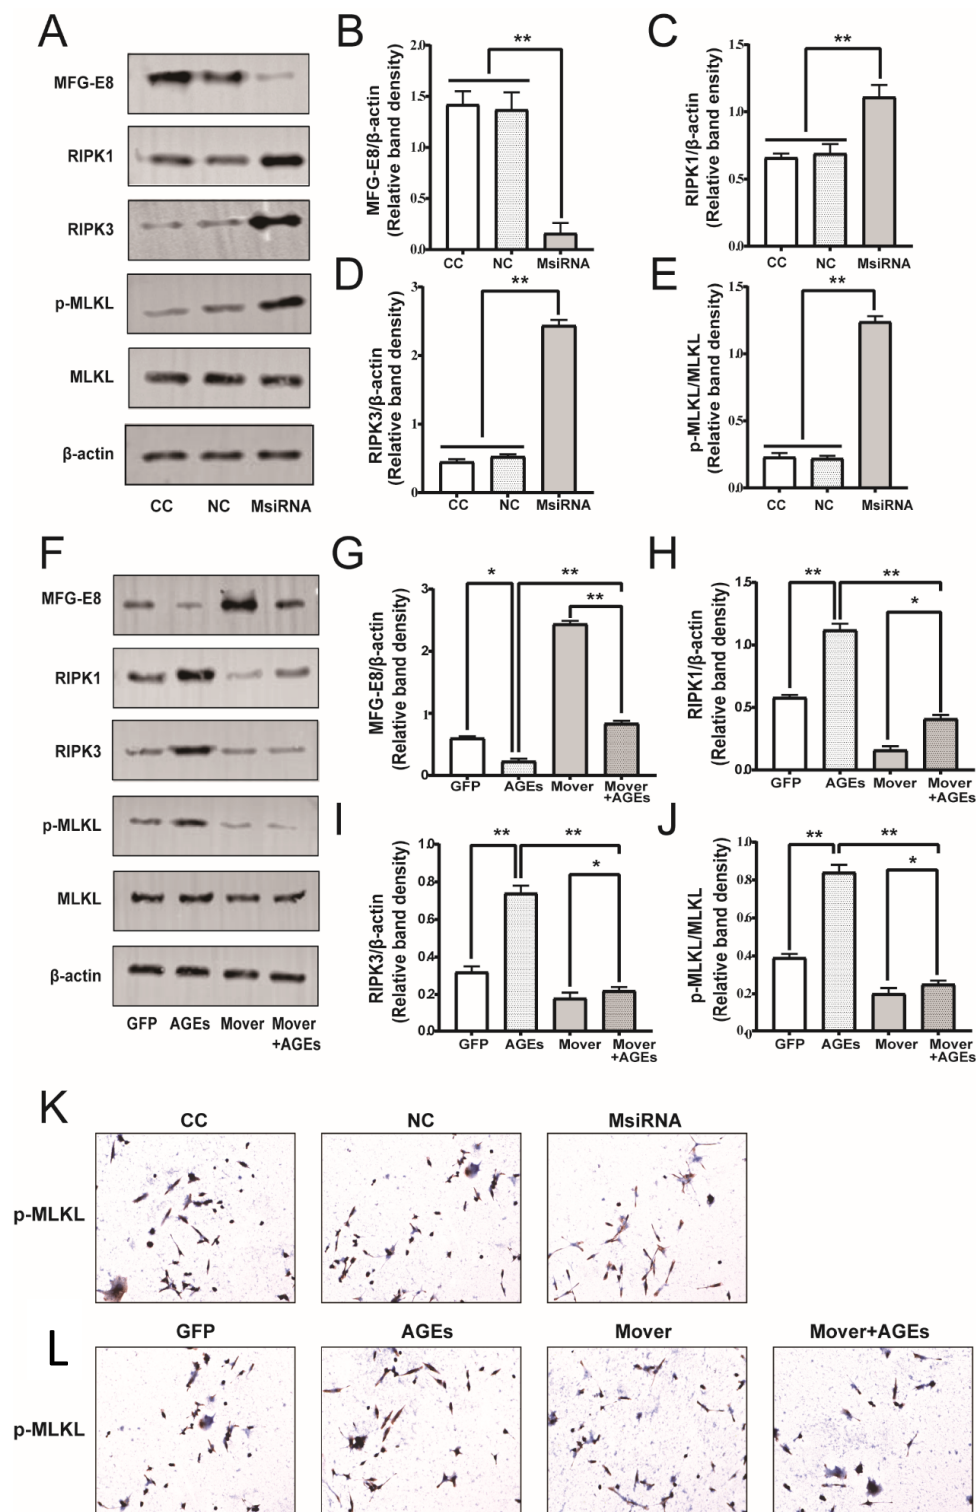 A
MFG-E8
RIPK1
RIPK3
p-MLKL
MLKL
β-actin
CC NC MsiRNA
B
MFG-E8/β-actin
(Relative band density)
2.0
1.5
1.0
0.5
0.0
**
CC NC MsiRNA
C
RIPK1/β-actin
(Relative band ensity)
1.5
1.0
0.5
0.0
**
CC NC MsiRNA
D
RIPK3/β-actin
(Relative band density)
3
2
1
0
**
CC NC MsiRNA
E
p-MLKL/MLKL
(Relative band density)
1.5
1.0
0.5
0.0
**
CC NC MsiRNA
F
MFG-E8
RIPK1
RIPK3
p-MLKL
MLKL
β-actin
GFP AGEs Mover Mover
+AGEs
G
MFG-E8/β-actin
(Relative band density)
3
2
1
0
* **
**
GFP AGEs Mover Mover
+AGEs
H
RIPK1/β-actin
(Relative band density)
1.5
1.0
0.5
0.0
** **
*
GFP AGEs Mover Mover
+AGEs
I
RIPK3/β-actin
(Relative band density)
1.0
0.8
0.6
0.4
0.2
0.0
** **
*
GFP AGEs Mover Mover
+AGEs
J
p-MLKL/MLKL
(Relative band density)
1.0
0.8
0.6
0.4
0.2
0.0
** **
*
GFP AGEs Mover Mover
+AGEs
K
CC NC MsiRNA
p-MLKL
L
GFP AGEs Mover Mover+AGEs
p-MLKL